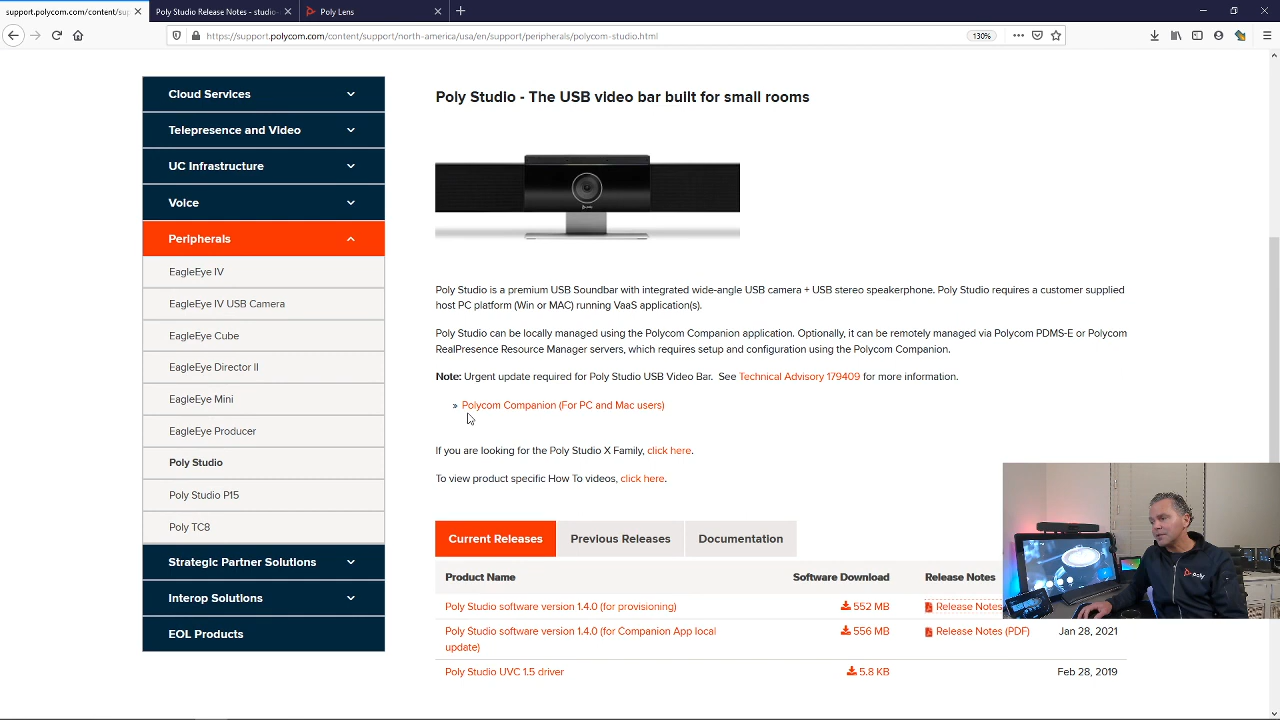 support.polycom.com/content/sup
Poly Studio Release Notes - studio-
Poly Lens
https://support.polycom.com/content/support/north-america/usa/en/support/peripherals/polycom-studio.html
130%
Cloud Services
Telepresence and Video
UC Infrastructure
Voice
Peripherals
EagleEye IV
EagleEye IV USB Camera
EagleEye Cube
EagleEye Director II
EagleEye Mini
EagleEye Producer
Poly Studio
Poly Studio P15
Poly TC8
Strategic Partner Solutions
Interop Solutions
EOL Products
Poly Studio - The USB video bar built for small rooms
Poly Studio is a premium USB Soundbar with integrated wide-angle USB camera + USB stereo speakerphone. Poly Studio requires a customer supplied
host PC platform (Win or MAC) running VaaS application(s).
Poly Studio can be locally managed using the Polycom Companion application. Optionally, it can be remotely managed via Polycom PDMS-E or Polycom
RealPresence Resource Manager servers, which requires setup and configuration using the Polycom Companion.
Note: Urgent update required for Poly Studio USB Video Bar. See Technical Advisory 179409 for more information.
» Polycom Companion (For PC and Mac users)
If you are looking for the Poly Studio X Family, click here.
To view product specific How To videos, click here.
Current Releases Previous Releases Documentation
Product Name Software Download Release Notes
Poly Studio software version 1.4.0 (for provisioning) 552 MB Release Notes
Poly Studio software version 1.4.0 (for Companion App local
update) 556 MB Release Notes (PDF) Jan 28, 2021
Poly Studio UVC 1.5 driver 5.8 KB Feb 28, 2019
poly